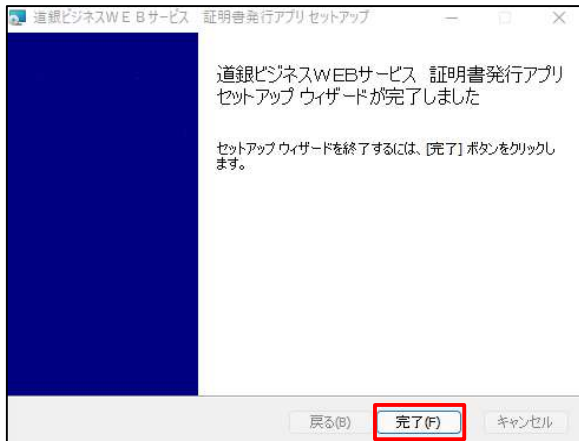 道銀ビジネスＷＥＢサービス　証明書発行アプリ セットアップ
道銀ビジネスＷＥＢサービス　証明書発行アプリ
セットアップ ウィザードが完了しました
セットアップ ウィザードを終了するには、[完了] ボタンをクリックし
ます。
戻る(B)
完了(F)
キャンセル